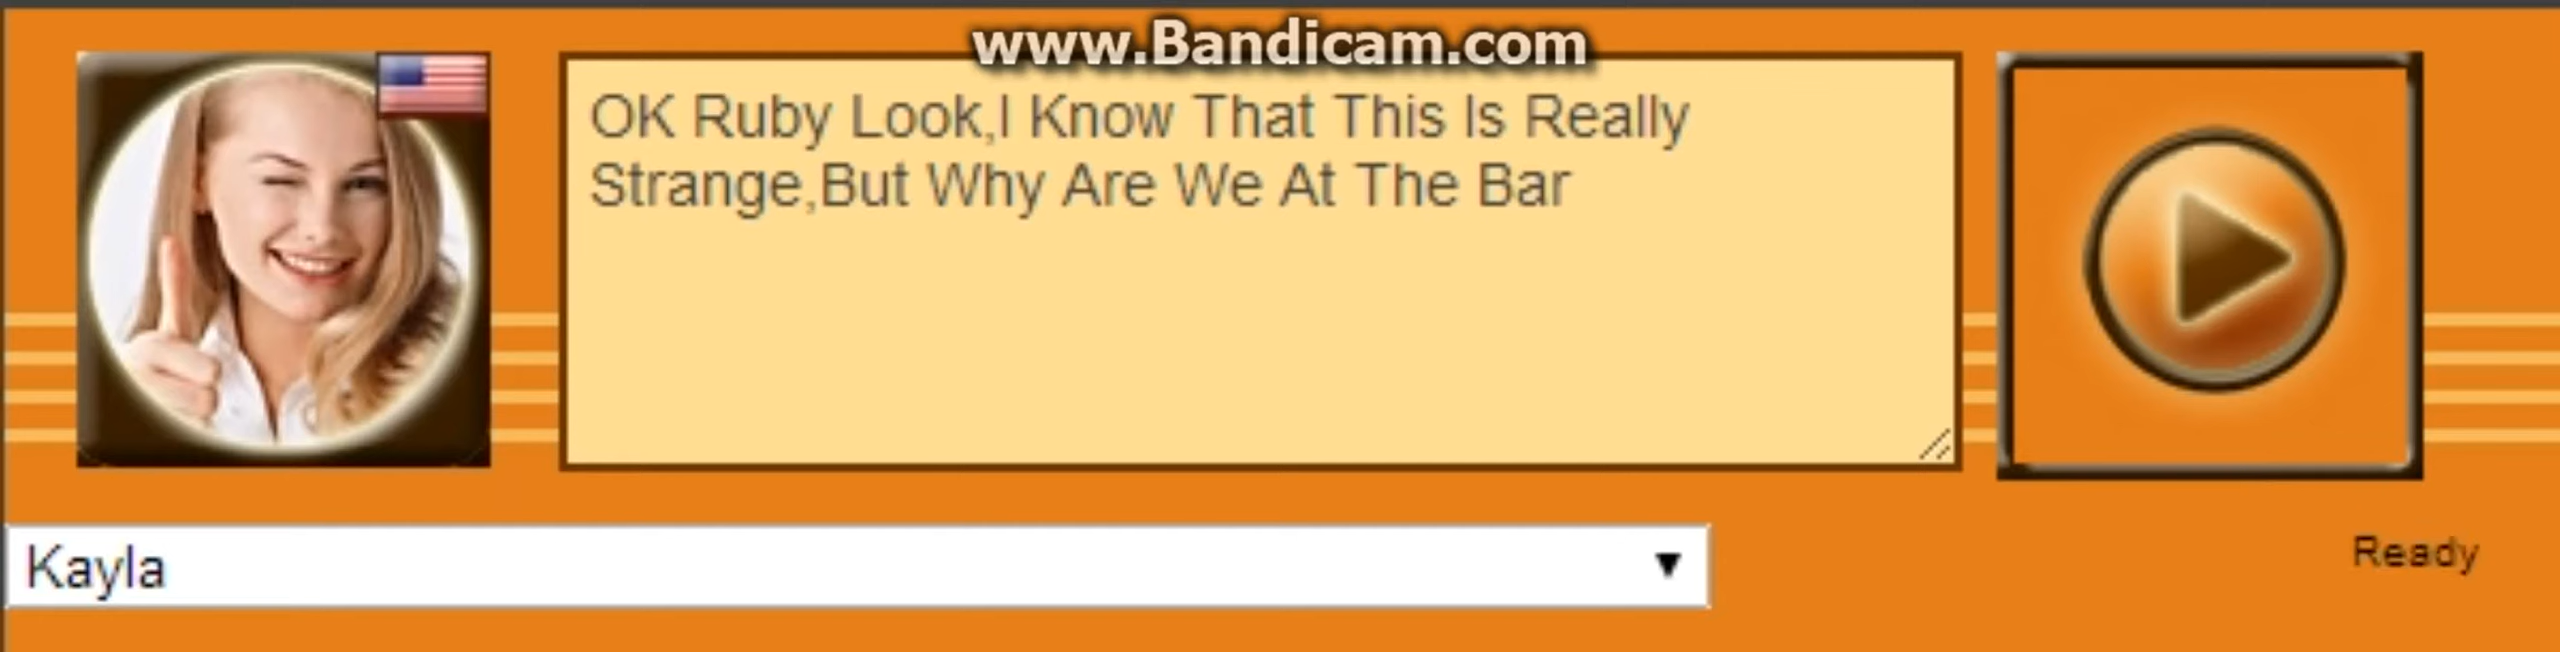 www.Bandicam.com
OK Ruby Look,I Know That This Is Really
Strange,But Why Are We At The Bar
Kayla
Ready